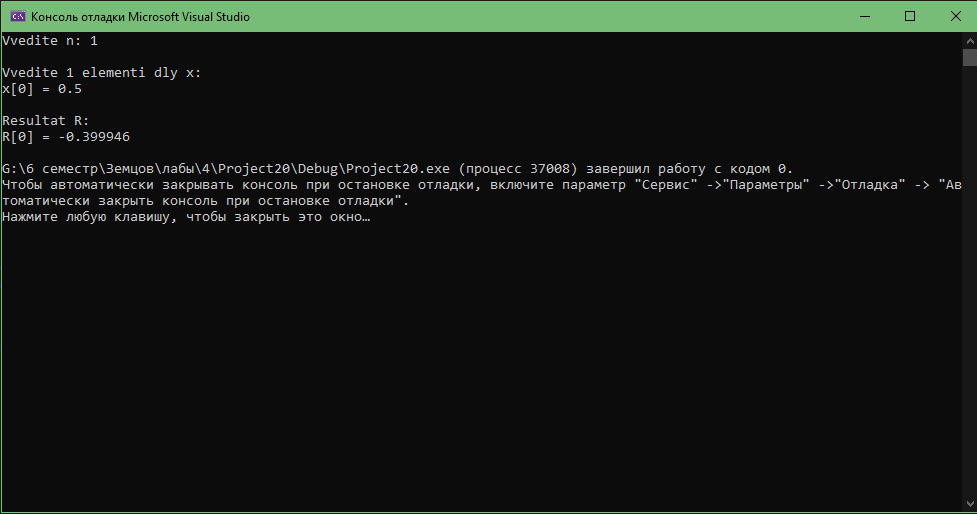 Консоль отладки Microsoft Visual Studio
Vvedite n: 1
Vvedite 1 elementi dly x:
x[0] = 0.5
Resultat R:
R[0] = -0.399946
G:\6 семестр\Земцов\лабы\4\Project20\Debug\Project20.exe (процесс 37008) завершил работу с кодом 0.
Чтобы автоматически закрывать консоль при остановке отладки, включите параметр "Сервис" ->"Параметры" ->"Отладка" -> "Ав
томатически закрыть консоль при остановке отладки".
Нажмите любую клавишу, чтобы закрыть это окно…